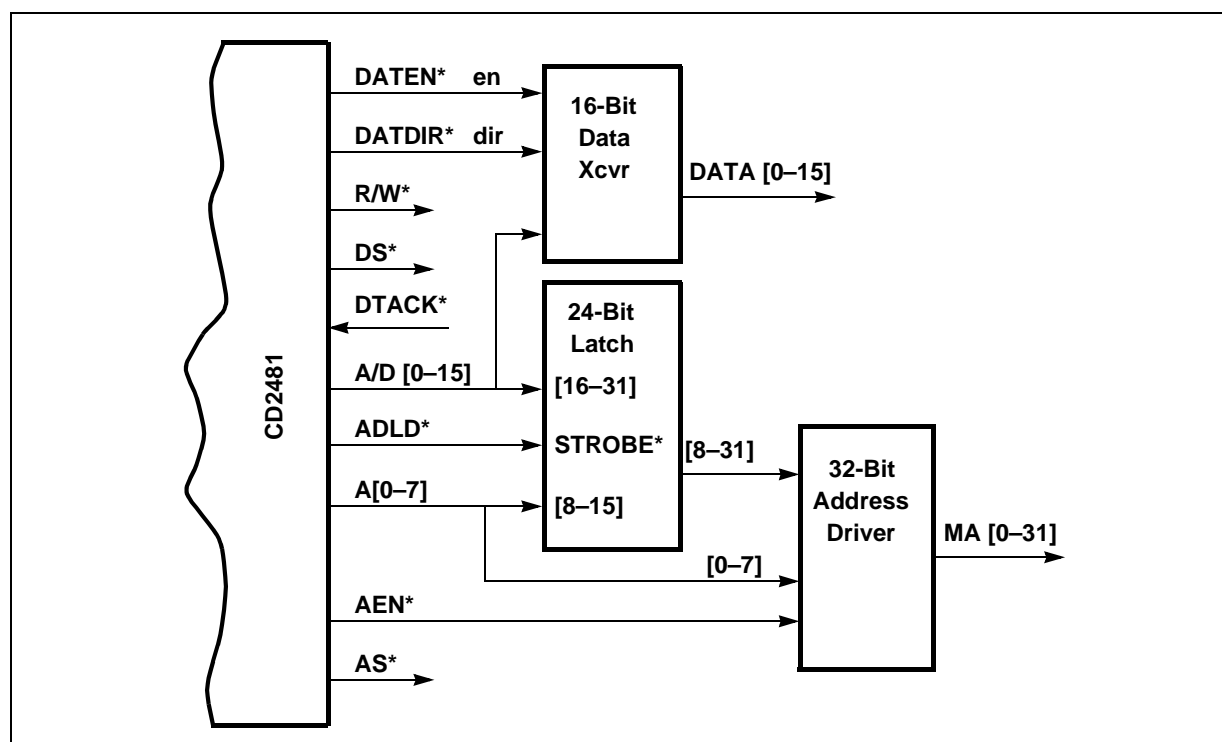 DATEN* en
DATDIR* dir
R/W*
DS*
DTACK*
A/D [0–15]
ADLD*
A[0–7]
AEN*
AS*
CD2481
16-Bit
Data
Xcvr
DATA [0–15]
24-Bit
Latch
[16–31]
STROBE*
[8–15]
[8–31]
[0–7]
32-Bit
Address
Driver
MA [0–31]